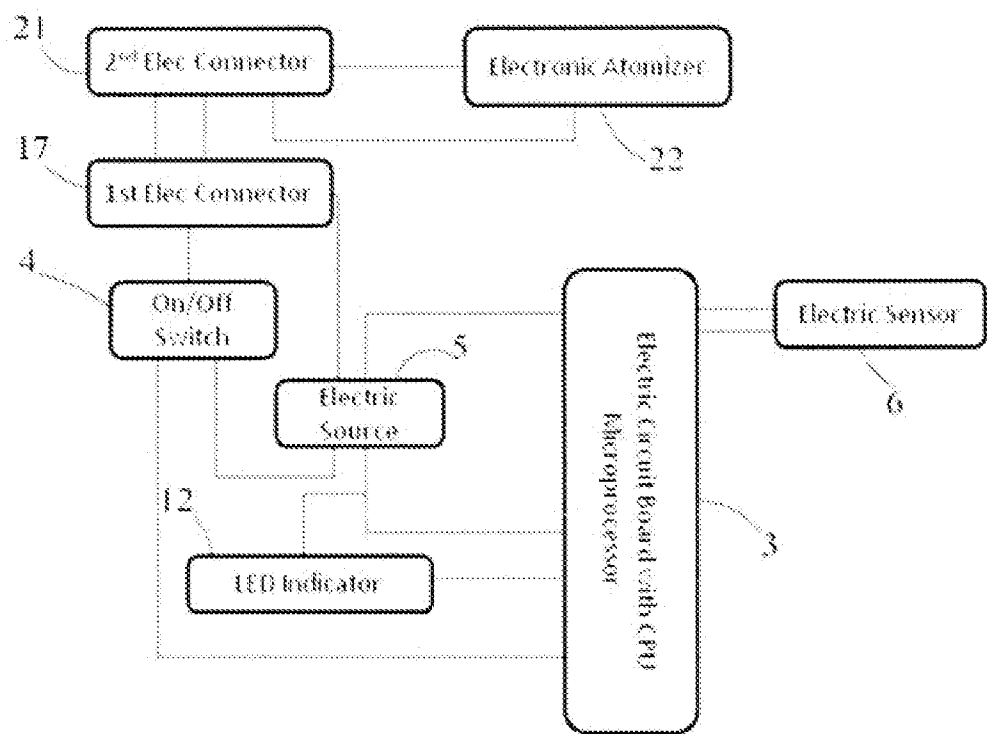 21
2nd Elec Connector
Electronic Atomizer
22
17
1st Elec Connector
4
On/Off
Switch
Electric Sensor
6
5
Electric
Source
Electric Circuit Board with CPU
Microprocessor
3
12
LED Indicator